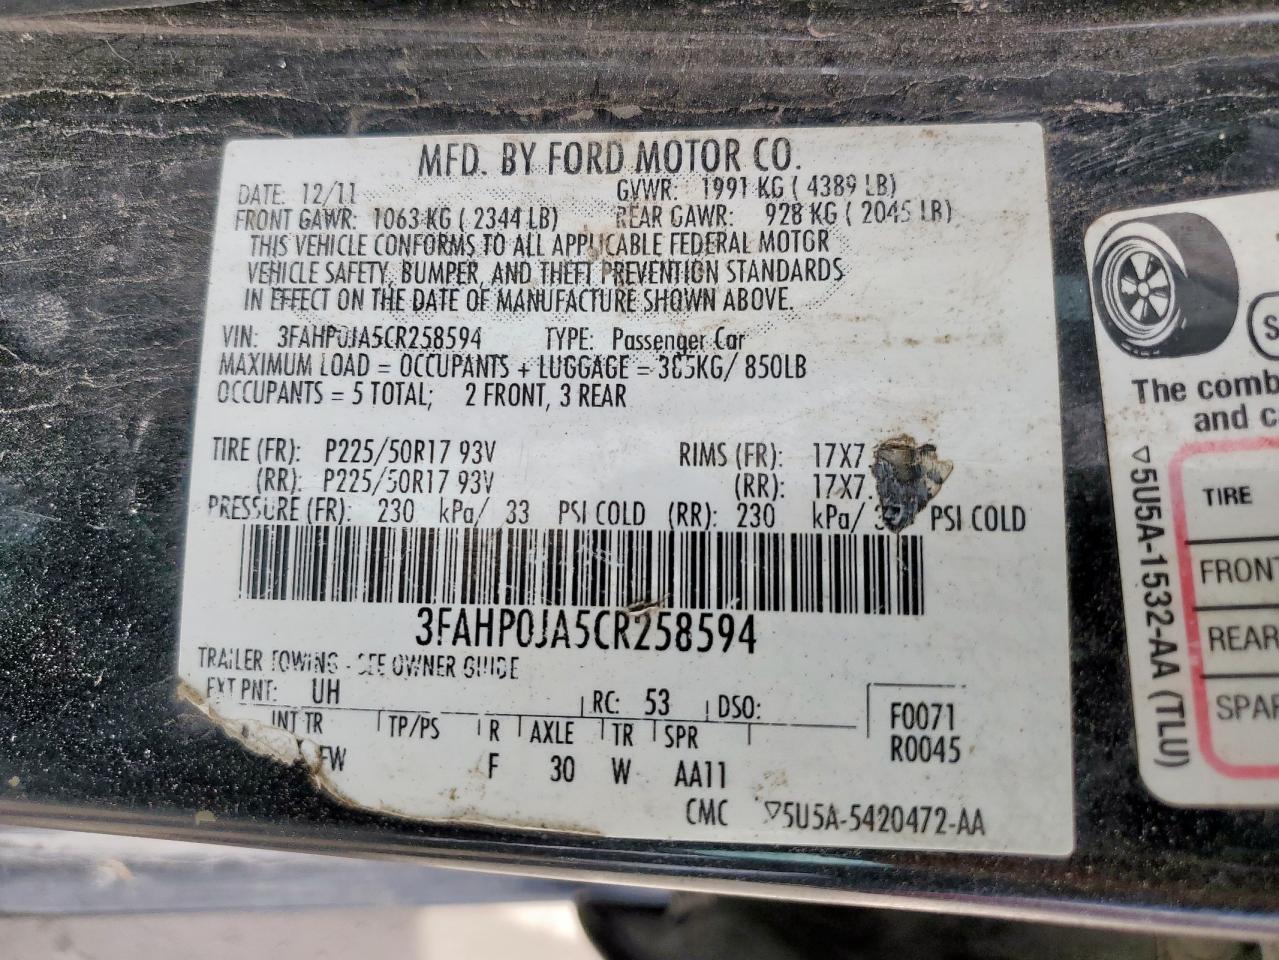 MFD. BY FORD MOTOR CO.
DATE: 12/11 GVWR: 1991 KG ( 4389 LB)
FRONT GAWR: 1063 KG ( 2344 LB) REAR GAWR: 928 KG ( 2045 LB)
THIS VEHICLE CONFORMS TO ALL APPLICABLE FEDERAL MOTOR
VEHICLE SAFETY, BUMPER, AND THEFT PREVENTION STANDARDS
IN EFFECT ON THE DATE OF MANUFACTURE SHOWN ABOVE.
VIN: 3FAHP0JA5CR258594 TYPE: Passenger Car
MAXIMUM LOAD = OCCUPANTS + LUGGAGE = 385KG/ 850LB
OCCUPANTS = 5 TOTAL; 2 FRONT, 3 REAR
TIRE (FR): P225/50R17 93V RIMS (FR): 17X7
(RR): P225/50R17 93V (RR): 17X7
PRESSURE (FR): 230 kPa/ 33 PSI COLD (RR): 230 kPa/ PSI COLD
3FAHP0JA5CR258594
TRAILER TOWING - SEE OWNER GUIDE
EXT PNT: UH RC: 53 DSO:
INT TR TP/PS R AXLE TR SPR
FW F 30 W AA11
F0071
R0045
CMC ▽5U5A-5420472-AA
The comb
and c
TIRE
FRONT
REAR
SPAR
▽5U5A-1532-AA (TLU)